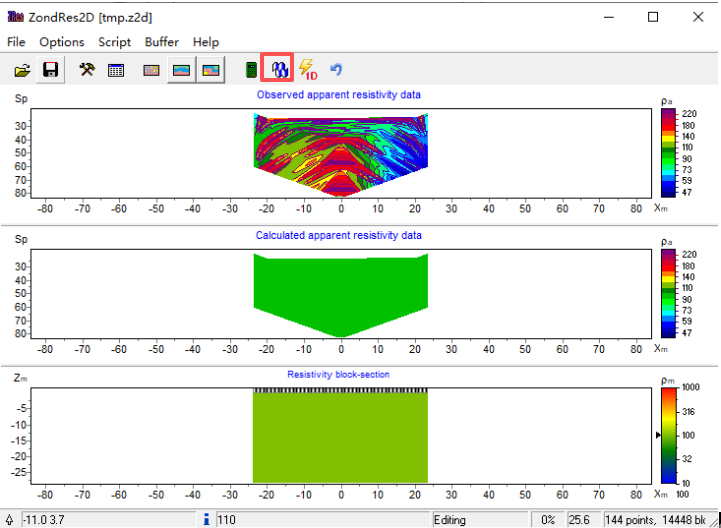 ZondRes2D [tmp.z2d]
File Options Script Buffer Help
1D
Observed apparent resistivity data
Sp
30
40
50
60
70
80
-80 -70 -60 -50 -40 -30 -20 -10 0 10 20 30 40 50 60 70 80 Xm
ρa
220
180
140
110
90
73
59
47
Calculated apparent resistivity data
Sp
30
40
50
60
70
80
-80 -70 -60 -50 -40 -30 -20 -10 0 10 20 30 40 50 60 70 80 Xm
ρa
220
180
140
110
90
73
59
47
Resistivity block-section
Zm
-5
-10
-15
-20
-25
-80 -70 -60 -50 -40 -30 -20 -10 0 10 20 30 40 50 60 70 80 Xm 100
ρm
1000
316
100
32
10
-11.0 3.7 110 Editing 0% 25.6 144 points, 14448 blo